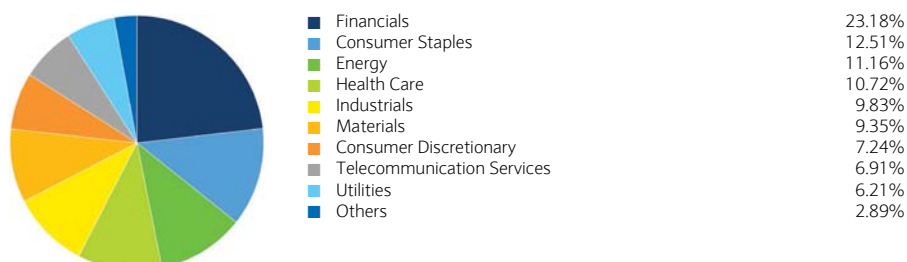 Financials 23.18%
Consumer Staples 12.51%
Energy 11.16%
Health Care 10.72%
Industrials 9.83%
Materials 9.35%
Consumer Discretionary 7.24%
Telecommunication Services 6.91%
Utilities 6.21%
Others 2.89%